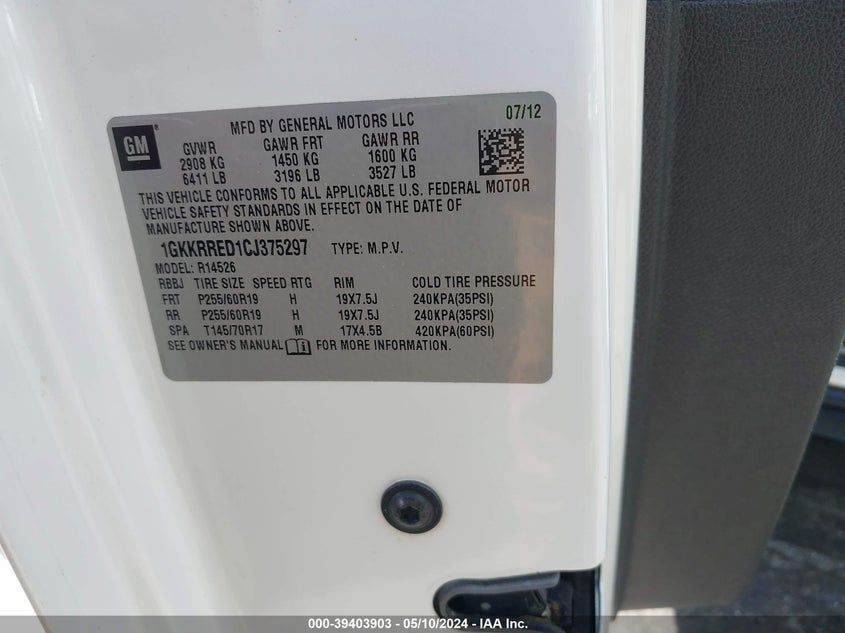 GM
MFD BY GENERAL MOTORS LLC 07/12
GVWR GAWR FRT GAWR RR
2908 KG 1450 KG 1600 KG
6411 LB 3196 LB 3527 LB
THIS VEHICLE CONFORMS TO ALL APPLICABLE U.S. FEDERAL MOTOR
VEHICLE SAFETY STANDARDS IN EFFECT ON THE DATE OF
MANUFACTURE SHOWN ABOVE.
1GKKRRED1CJ375297 TYPE: M.P.V.
MODEL: R14526
RBBJ TIRE SIZE SPEED RTG RIM COLD TIRE PRESSURE
FRT P255/60R19 H 19X7.5J 240KPA(35PSI)
RR P255/60R19 H 19X7.5J 240KPA(35PSI)
SPA T145/70R17 M 17X4.5B 420KPA(60PSI)
SEE OWNER'S MANUAL FOR MORE INFORMATION.
000-39403903 - 05/10/2024 - IAA Inc.